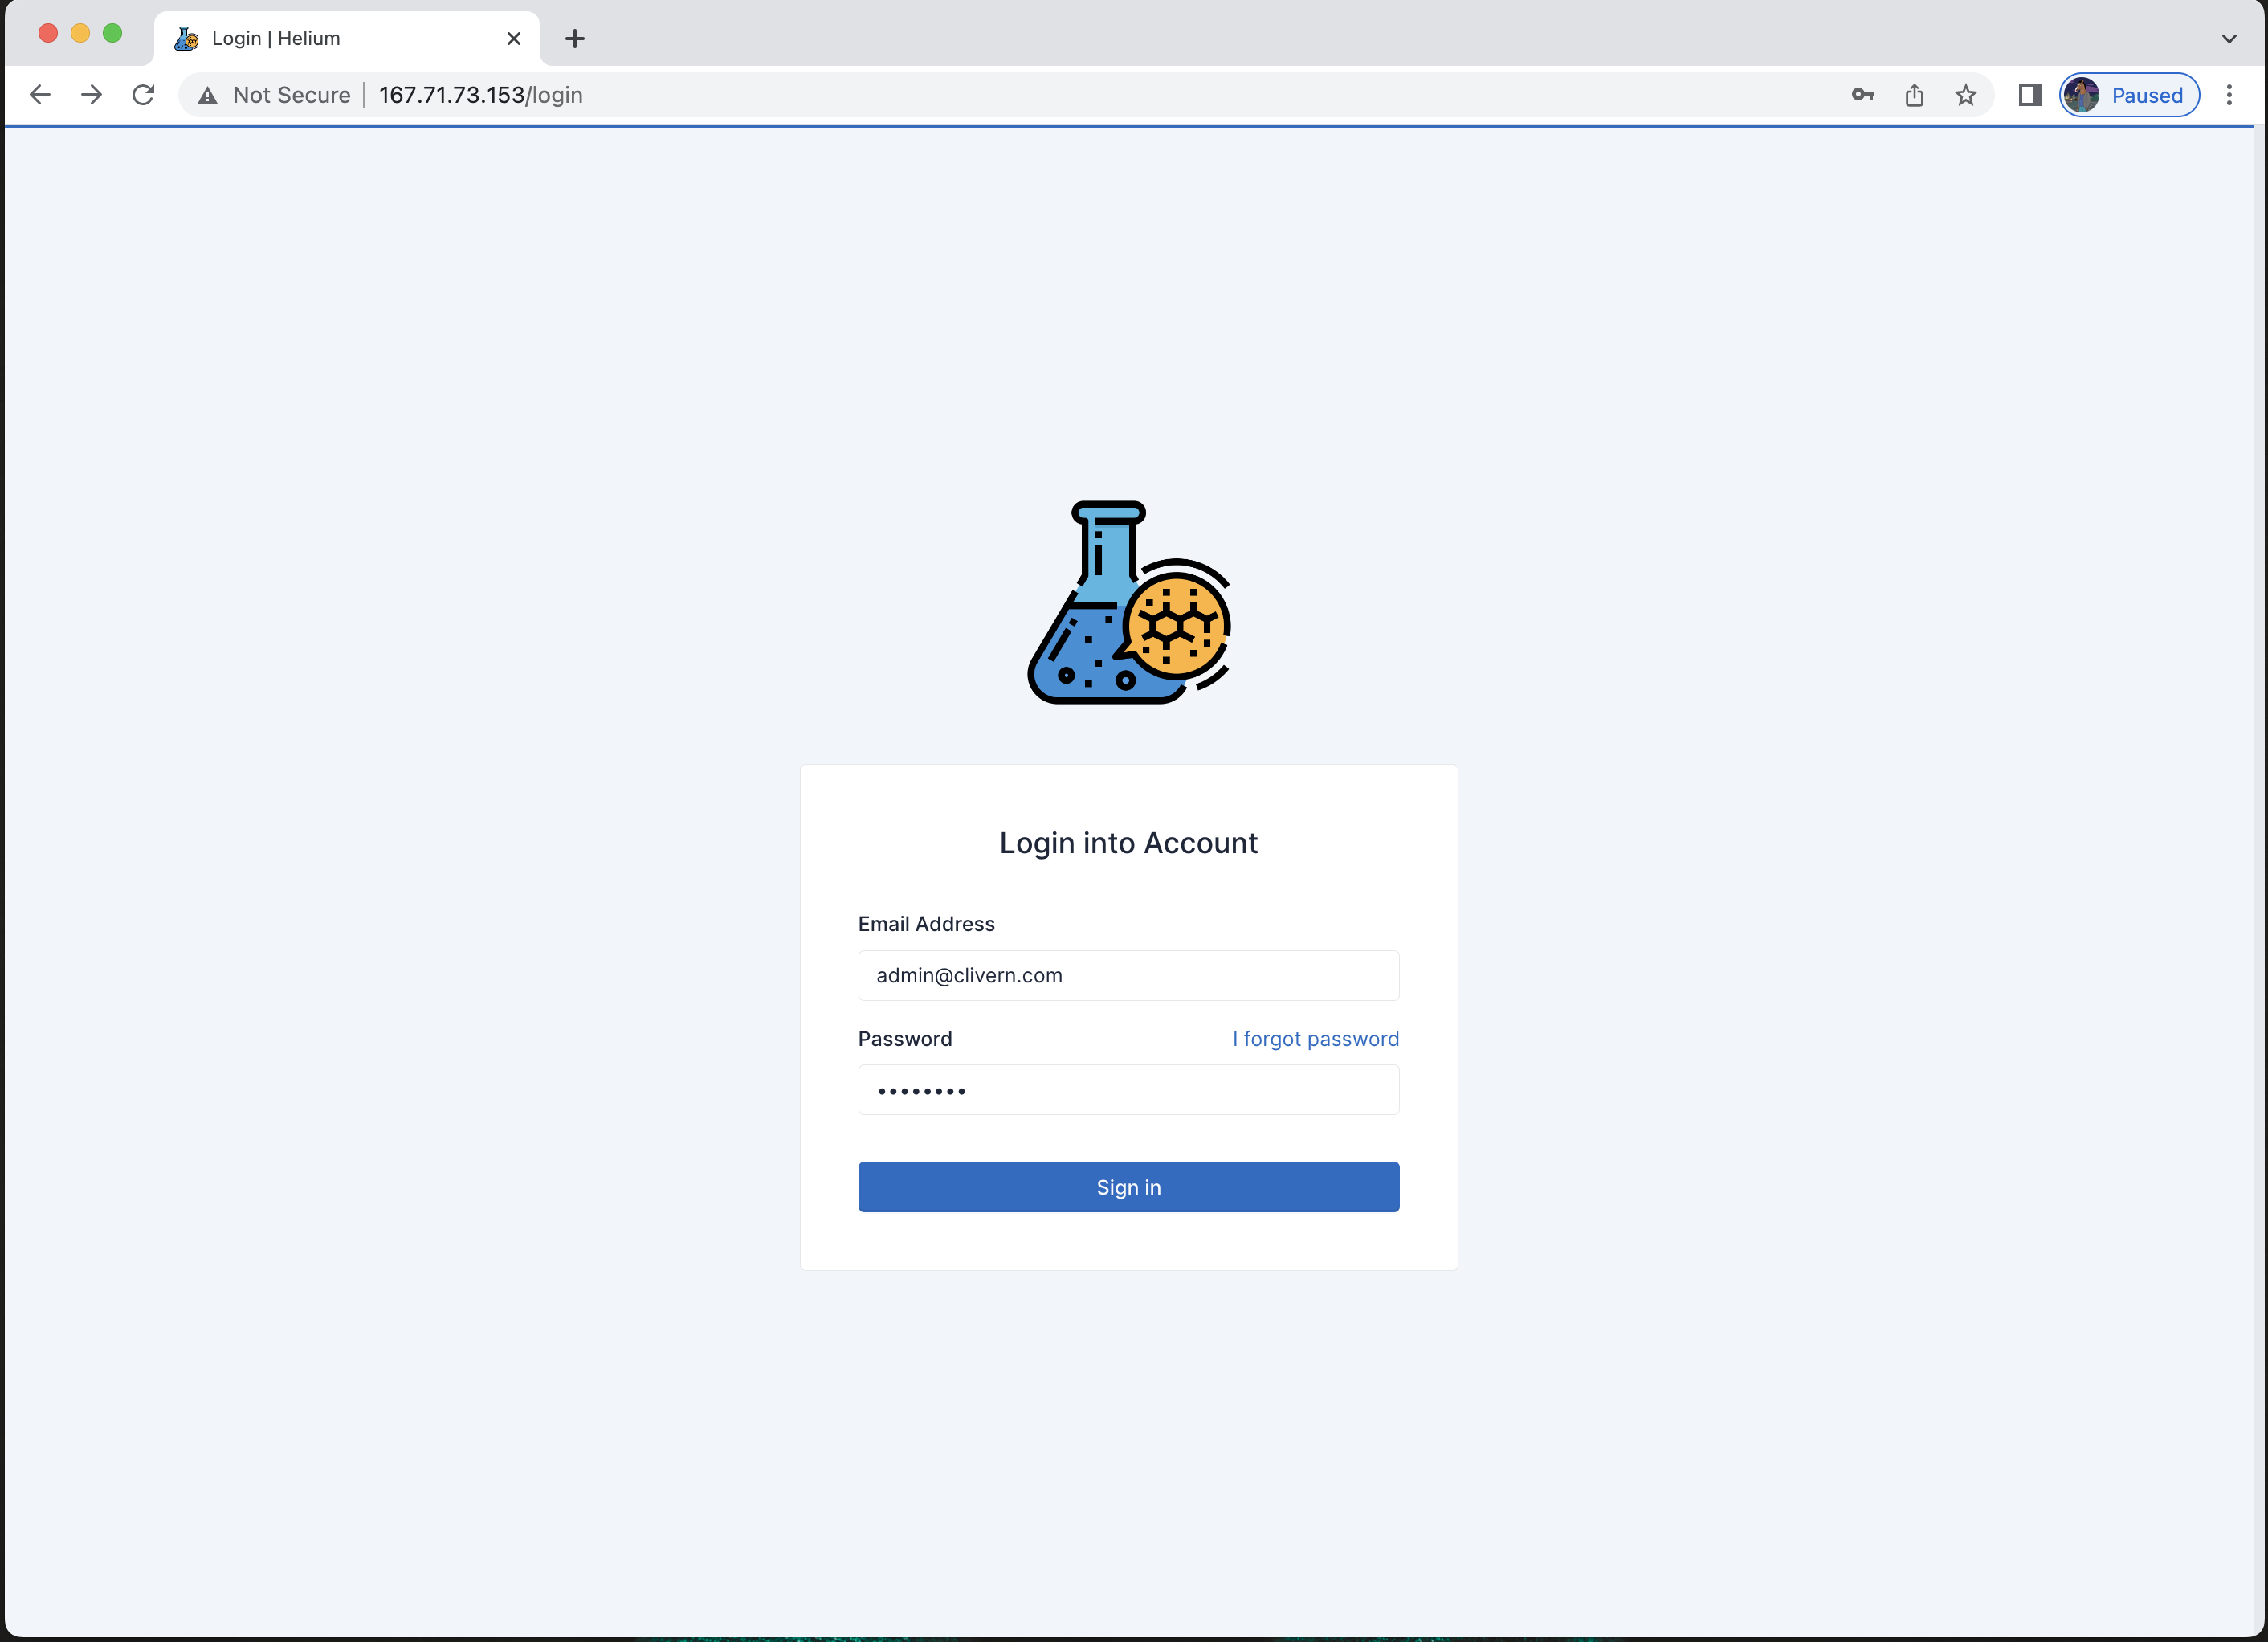 Login | Helium
Not Secure | 167.71.73.153/login
Paused
Login into Account
Email Address
admin@clivern.com
Password
I forgot password
••••••••
Sign in